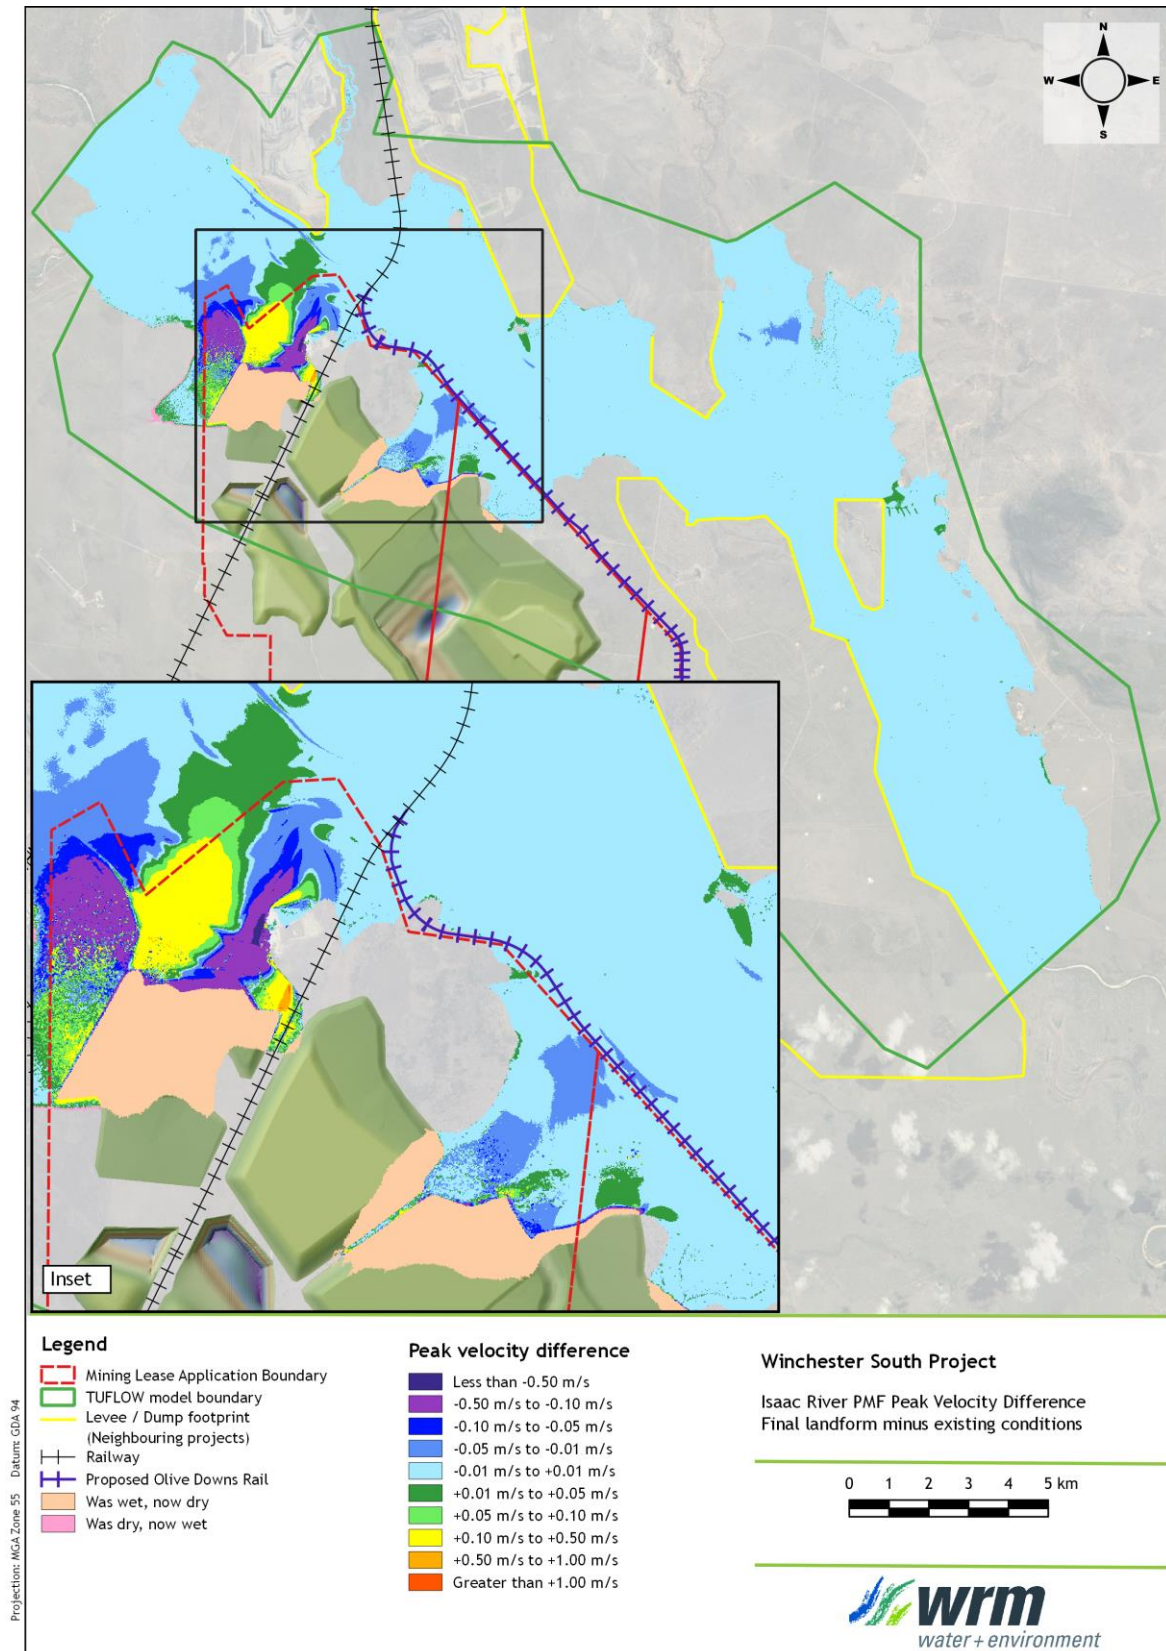 N
W E
S
Inset
Legend
Mining Lease Application Boundary
TUFLOW model boundary
Levee / Dump footprint
(Neighbouring projects)
Railway
Proposed Olive Downs Rail
Was wet, now dry
Was dry, now wet
Peak velocity difference
Less than -0.50 m/s
-0.50 m/s to -0.10 m/s
-0.10 m/s to -0.05 m/s
-0.05 m/s to -0.01 m/s
-0.01 m/s to +0.01 m/s
+0.01 m/s to +0.05 m/s
+0.05 m/s to +0.10 m/s
+0.10 m/s to +0.50 m/s
+0.50 m/s to +1.00 m/s
Greater than +1.00 m/s
Winchester South Project
Isaac River PMF Peak Velocity Difference
Final landform minus existing conditions
0 1 2 3 4 5 km
wrm
water + environment
Projection: MGA Zone 55 Datum: GDA 94